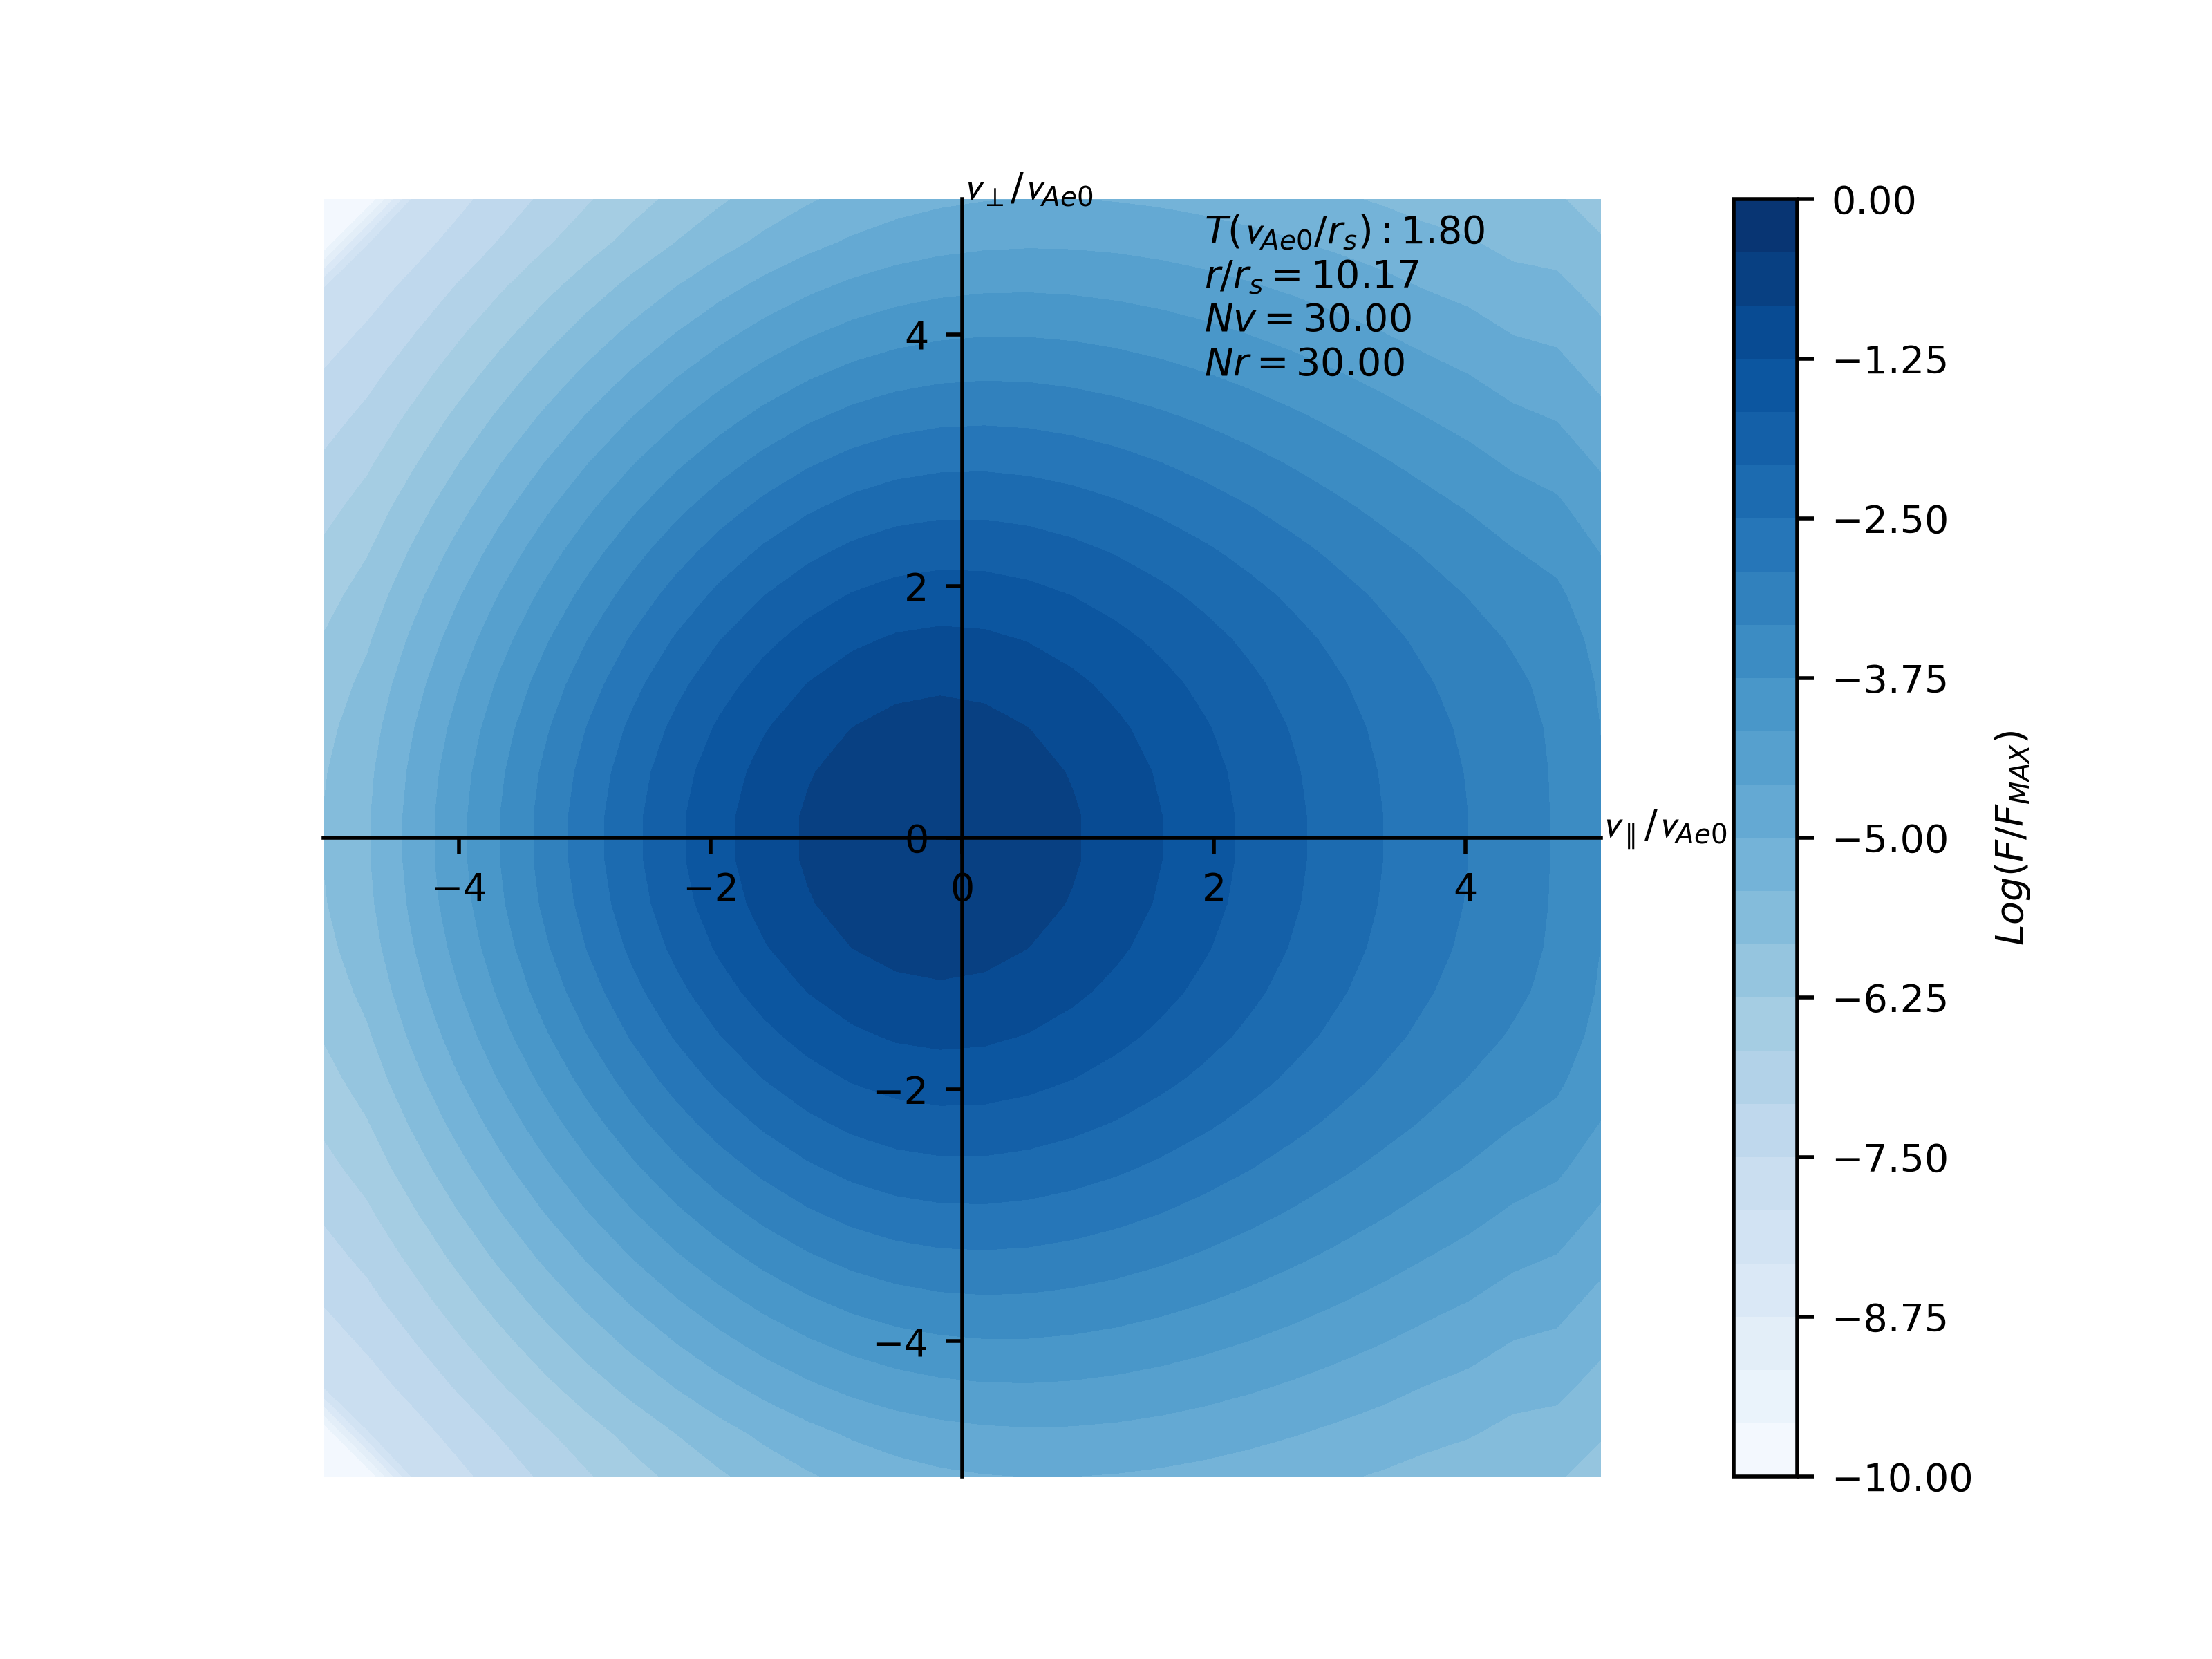 v⊥/vAe0
T(vAe0/rs):1.80
r/rs=10.17
Nv=30.00
Nr=30.00
4
2
0
−2
−4
−4 −2 0 2 4
v∥/vAe0
0.00
−1.25
−2.50
−3.75
−5.00
−6.25
−7.50
−8.75
−10.00
Log(F/FMAX)